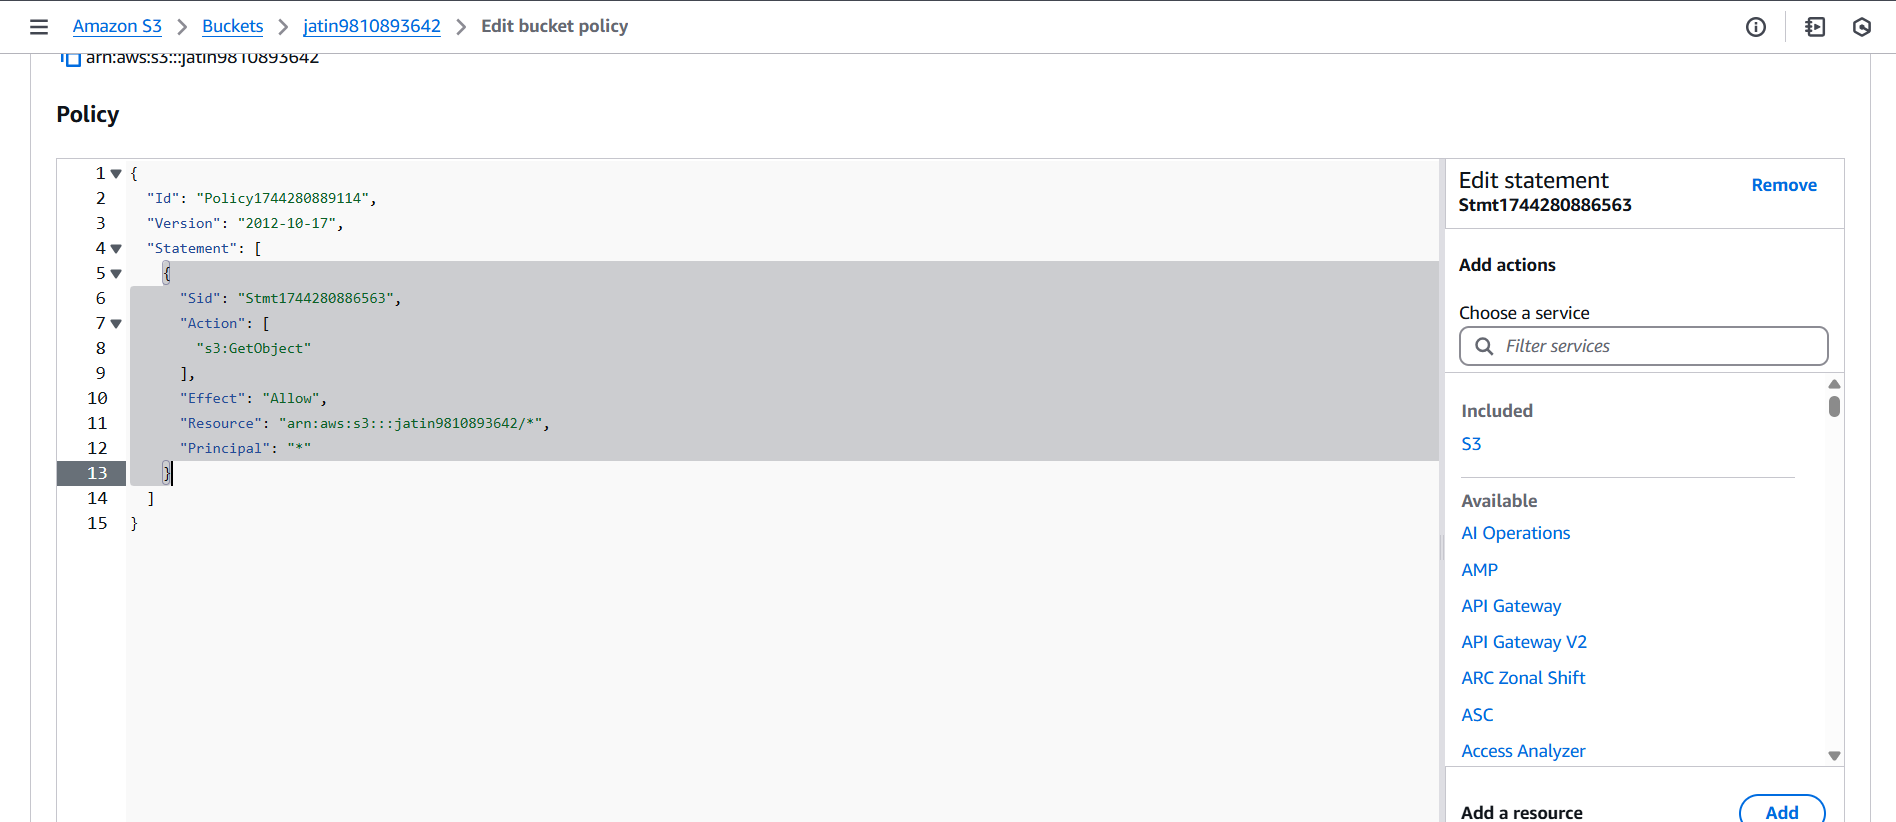 Amazon S3 > Buckets > jatin9810893642 > Edit bucket policy
arn:aws:s3:::jatin9810893642
Policy
1 {
2 "Id": "Policy1744280889114",
3 "Version": "2012-10-17",
4 "Statement": [
5 {
6 "Sid": "Stmt1744280886563",
7 "Action": [
8 "s3:GetObject"
9 ],
10 "Effect": "Allow",
11 "Resource": "arn:aws:s3:::jatin9810893642/*",
12 "Principal": "*"
13 }
14 ]
15 }
Edit statement
Remove
Stmt1744280886563
Add actions
Choose a service
Filter services
Included
S3
Available
AI Operations
AMP
API Gateway
API Gateway V2
ARC Zonal Shift
ASC
Access Analyzer
Add a resource
Add